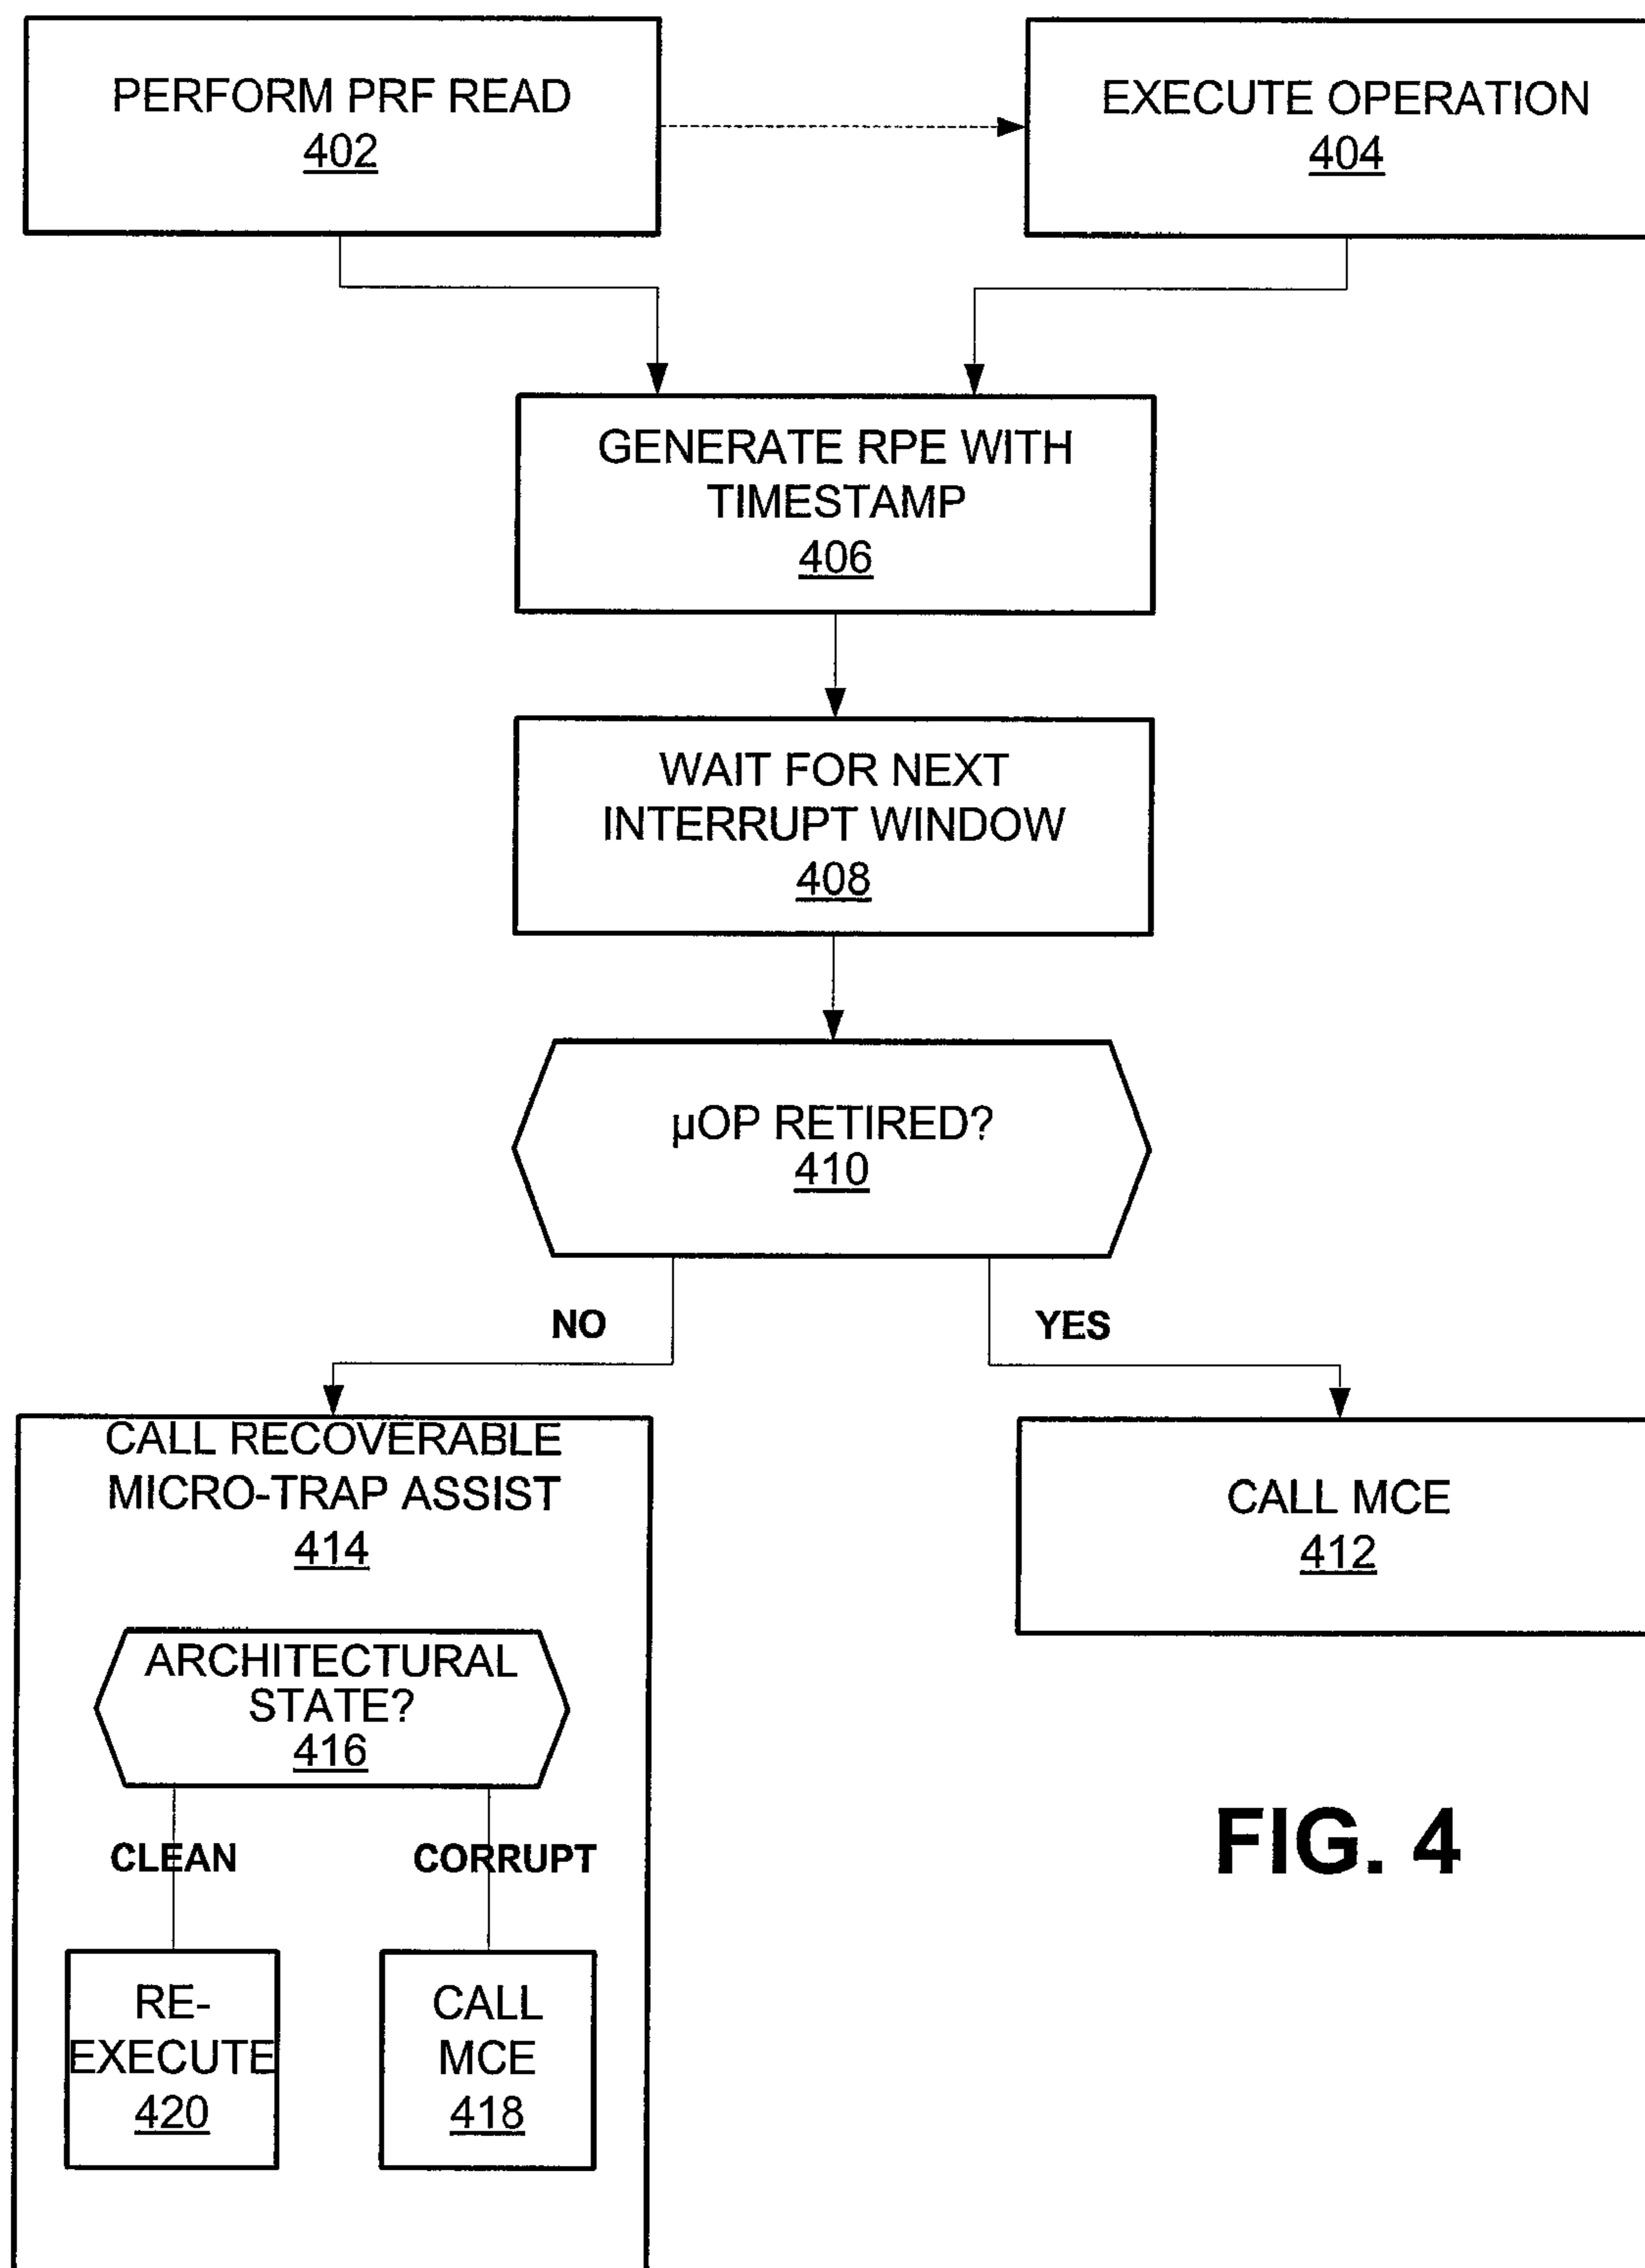 PERFORM PRF READ
402
EXECUTE OPERATION
404
GENERATE RPE WITH
TIMESTAMP
406
WAIT FOR NEXT
INTERRUPT WINDOW
408
µOP RETIRED?
410
NO
YES
CALL RECOVERABLE
MICRO-TRAP ASSIST
414
CALL MCE
412
ARCHITECTURAL
STATE?
416
CLEAN
CORRUPT
RE-
EXECUTE
420
CALL
MCE
418
FIG. 4